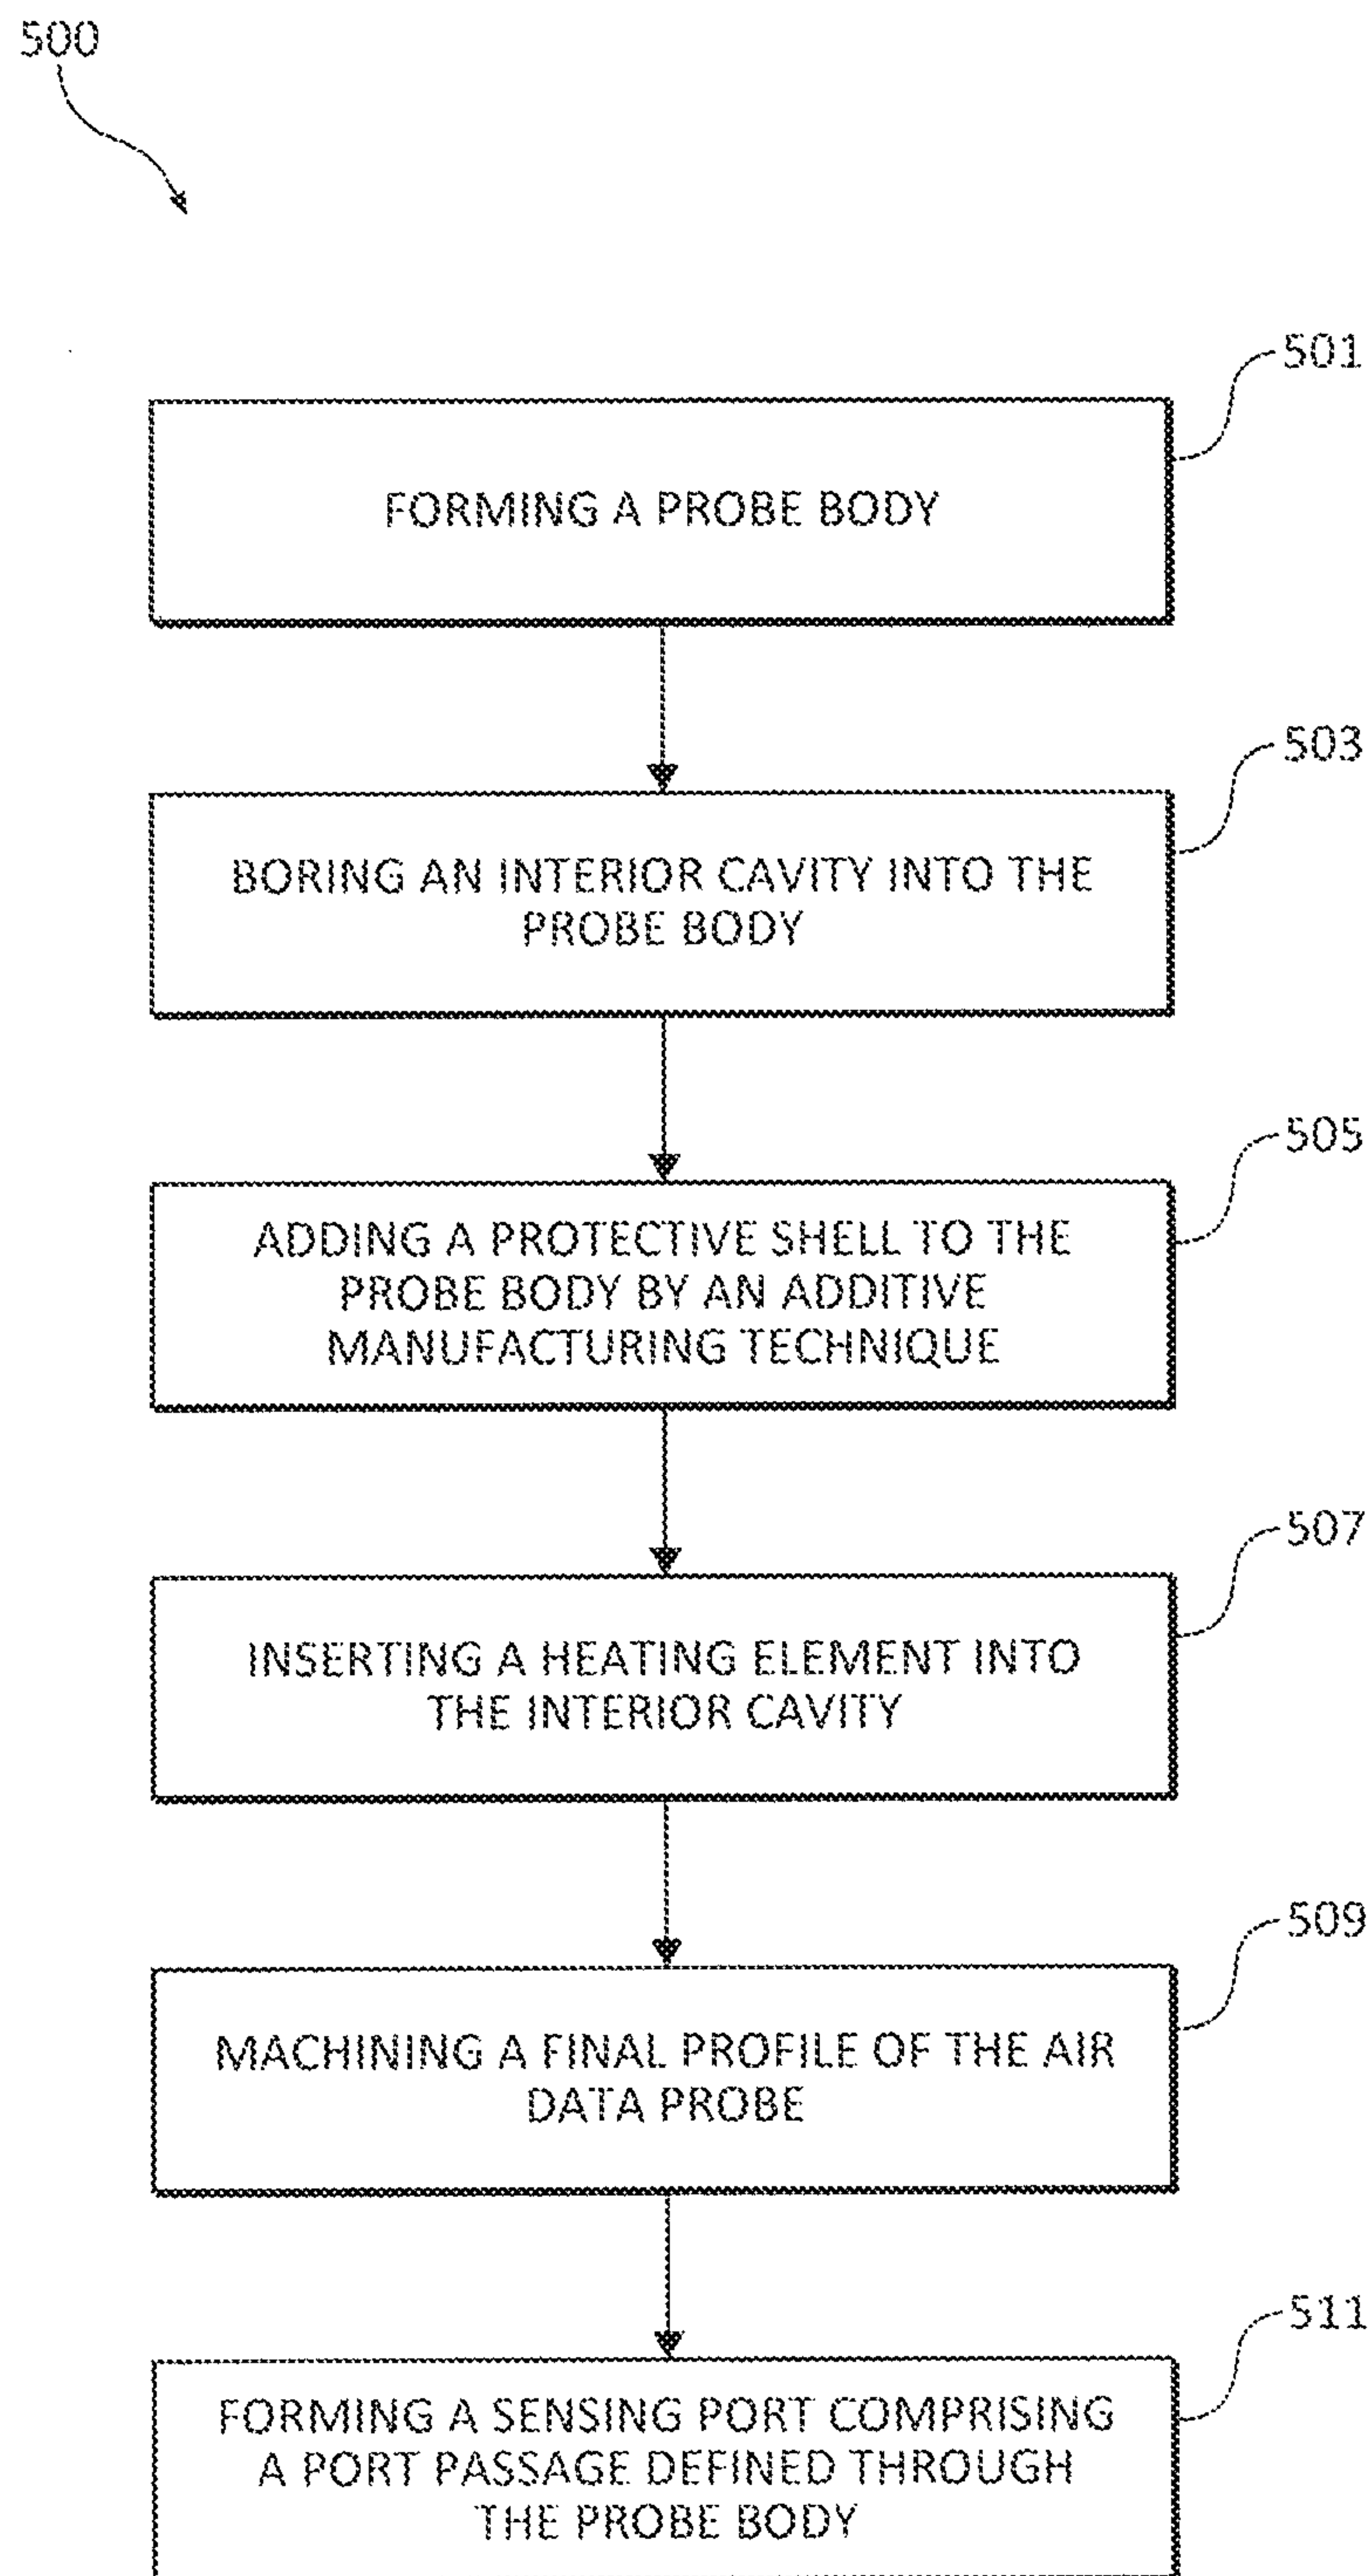 500
501
FORMING A PROBE BODY
503
BORING AN INTERIOR CAVITY INTO THE
PROBE BODY
505
ADDING A PROTECTIVE SHELL TO THE
PROBE BODY BY AN ADDITIVE
MANUFACTURING TECHNIQUE
507
INSERTING A HEATING ELEMENT INTO
THE INTERIOR CAVITY
509
MACHINING A FINAL PROFILE OF THE AIR
DATA PROBE
511
FORMING A SENSING PORT COMPRISING
A PORT PASSAGE DEFINED THROUGH
THE PROBE BODY